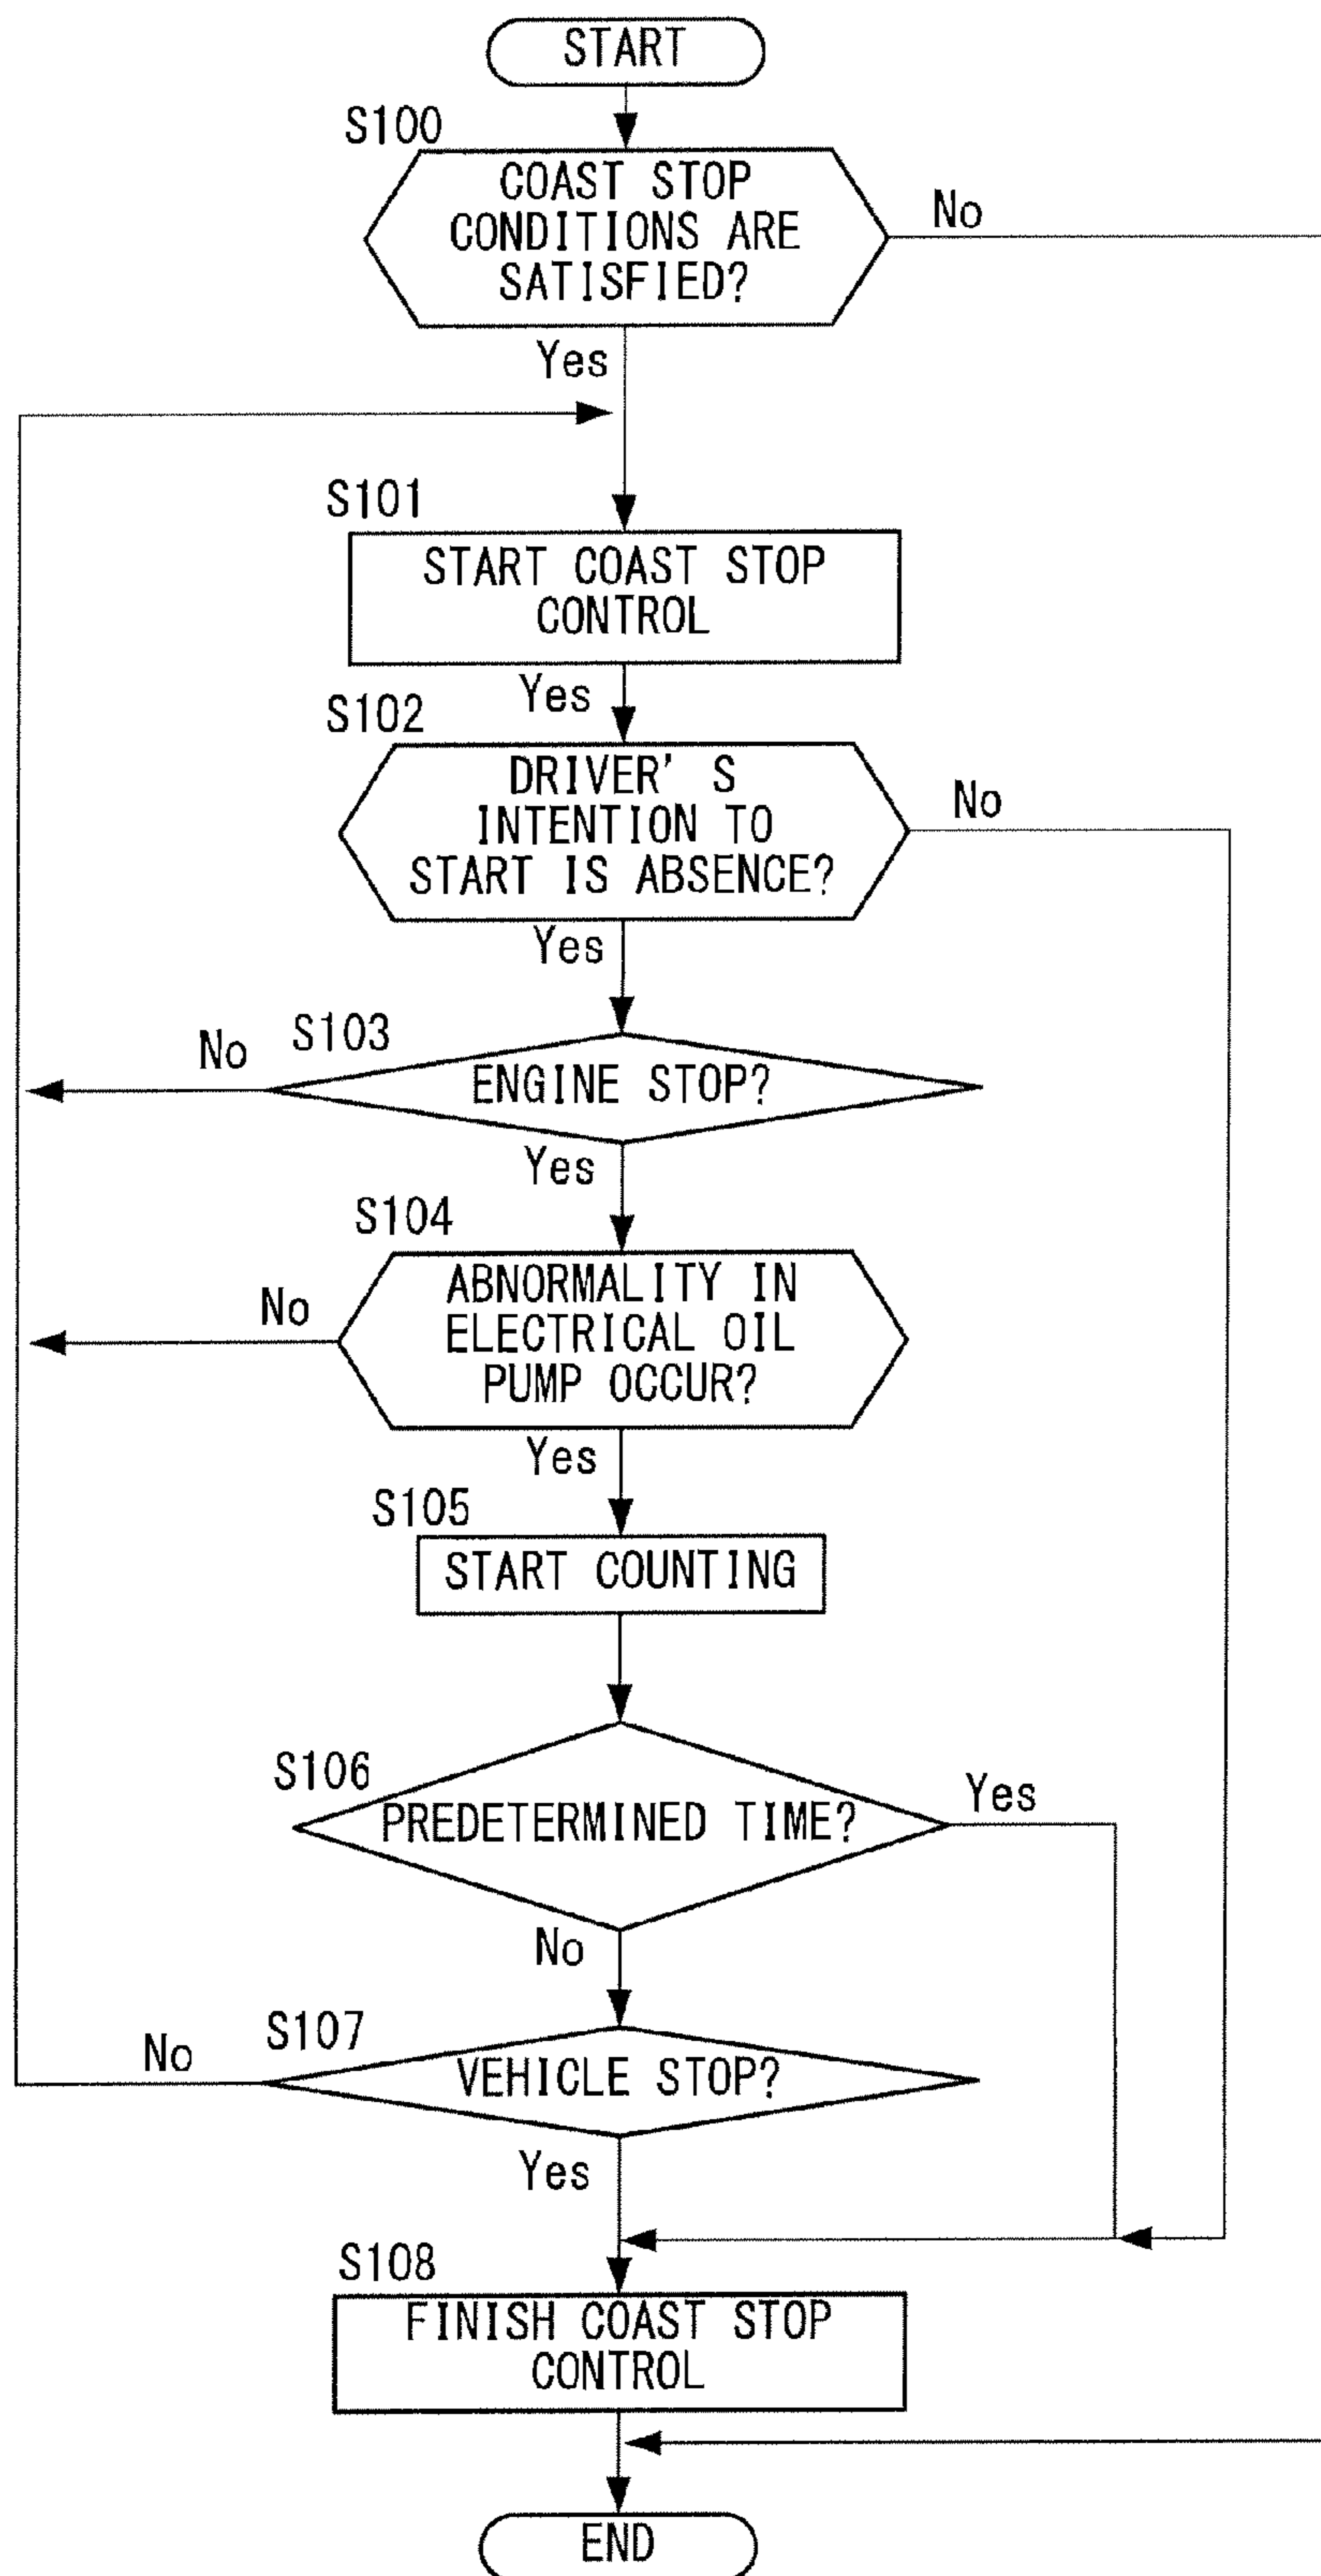 START
S100
COAST STOP
CONDITIONS ARE
SATISFIED?
No
Yes
S101
START COAST STOP
CONTROL
Yes
S102
DRIVER' S
INTENTION TO
START IS ABSENCE?
No
Yes
S103
No
ENGINE STOP?
Yes
S104
ABNORMALITY IN
ELECTRICAL OIL
PUMP OCCUR?
No
Yes
S105
START COUNTING
S106
PREDETERMINED TIME?
Yes
No
S107
No
VEHICLE STOP?
Yes
S108
FINISH COAST STOP
CONTROL
END